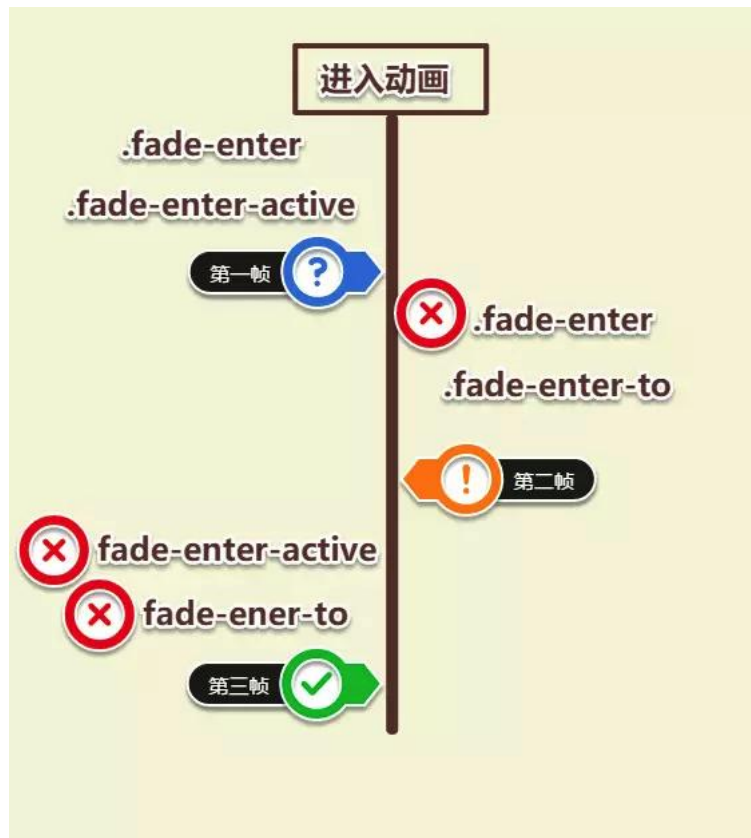 进入动画
.fade-enter
.fade-enter-active
第一帧
?
.fade-enter
.fade-enter-to
!
第二帧
fade-enter-active
fade-ener-to
第三帧